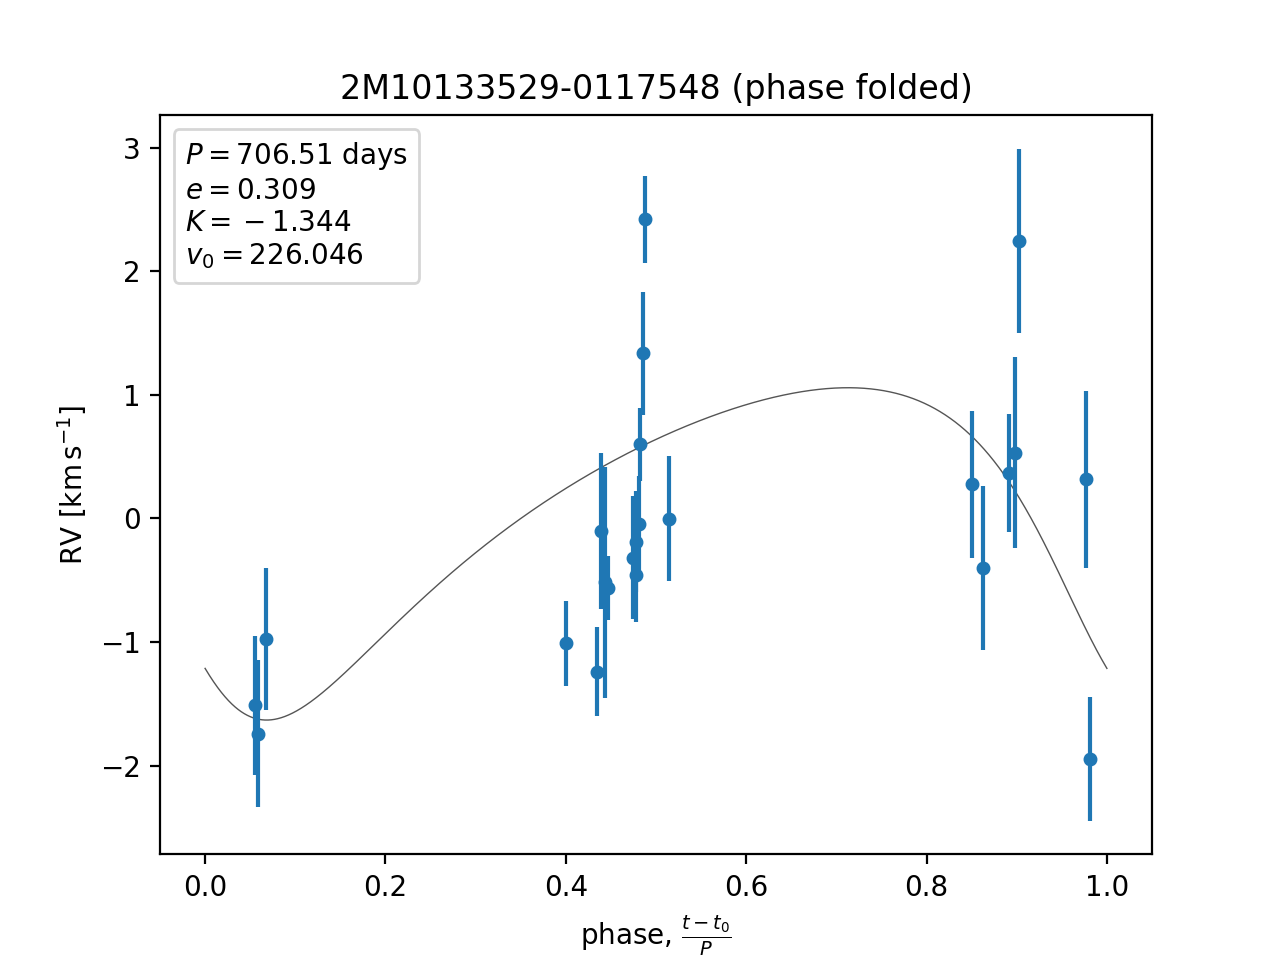 2M10133529-0117548 (phase folded)
P = 706.51 days
e = 0.309
K = −1.344
v₀ = 226.046
3
2
1
0
−1
−2
RV [km s⁻¹]
0.0 0.2 0.4 0.6 0.8 1.0
phase, (t − t₀)/P